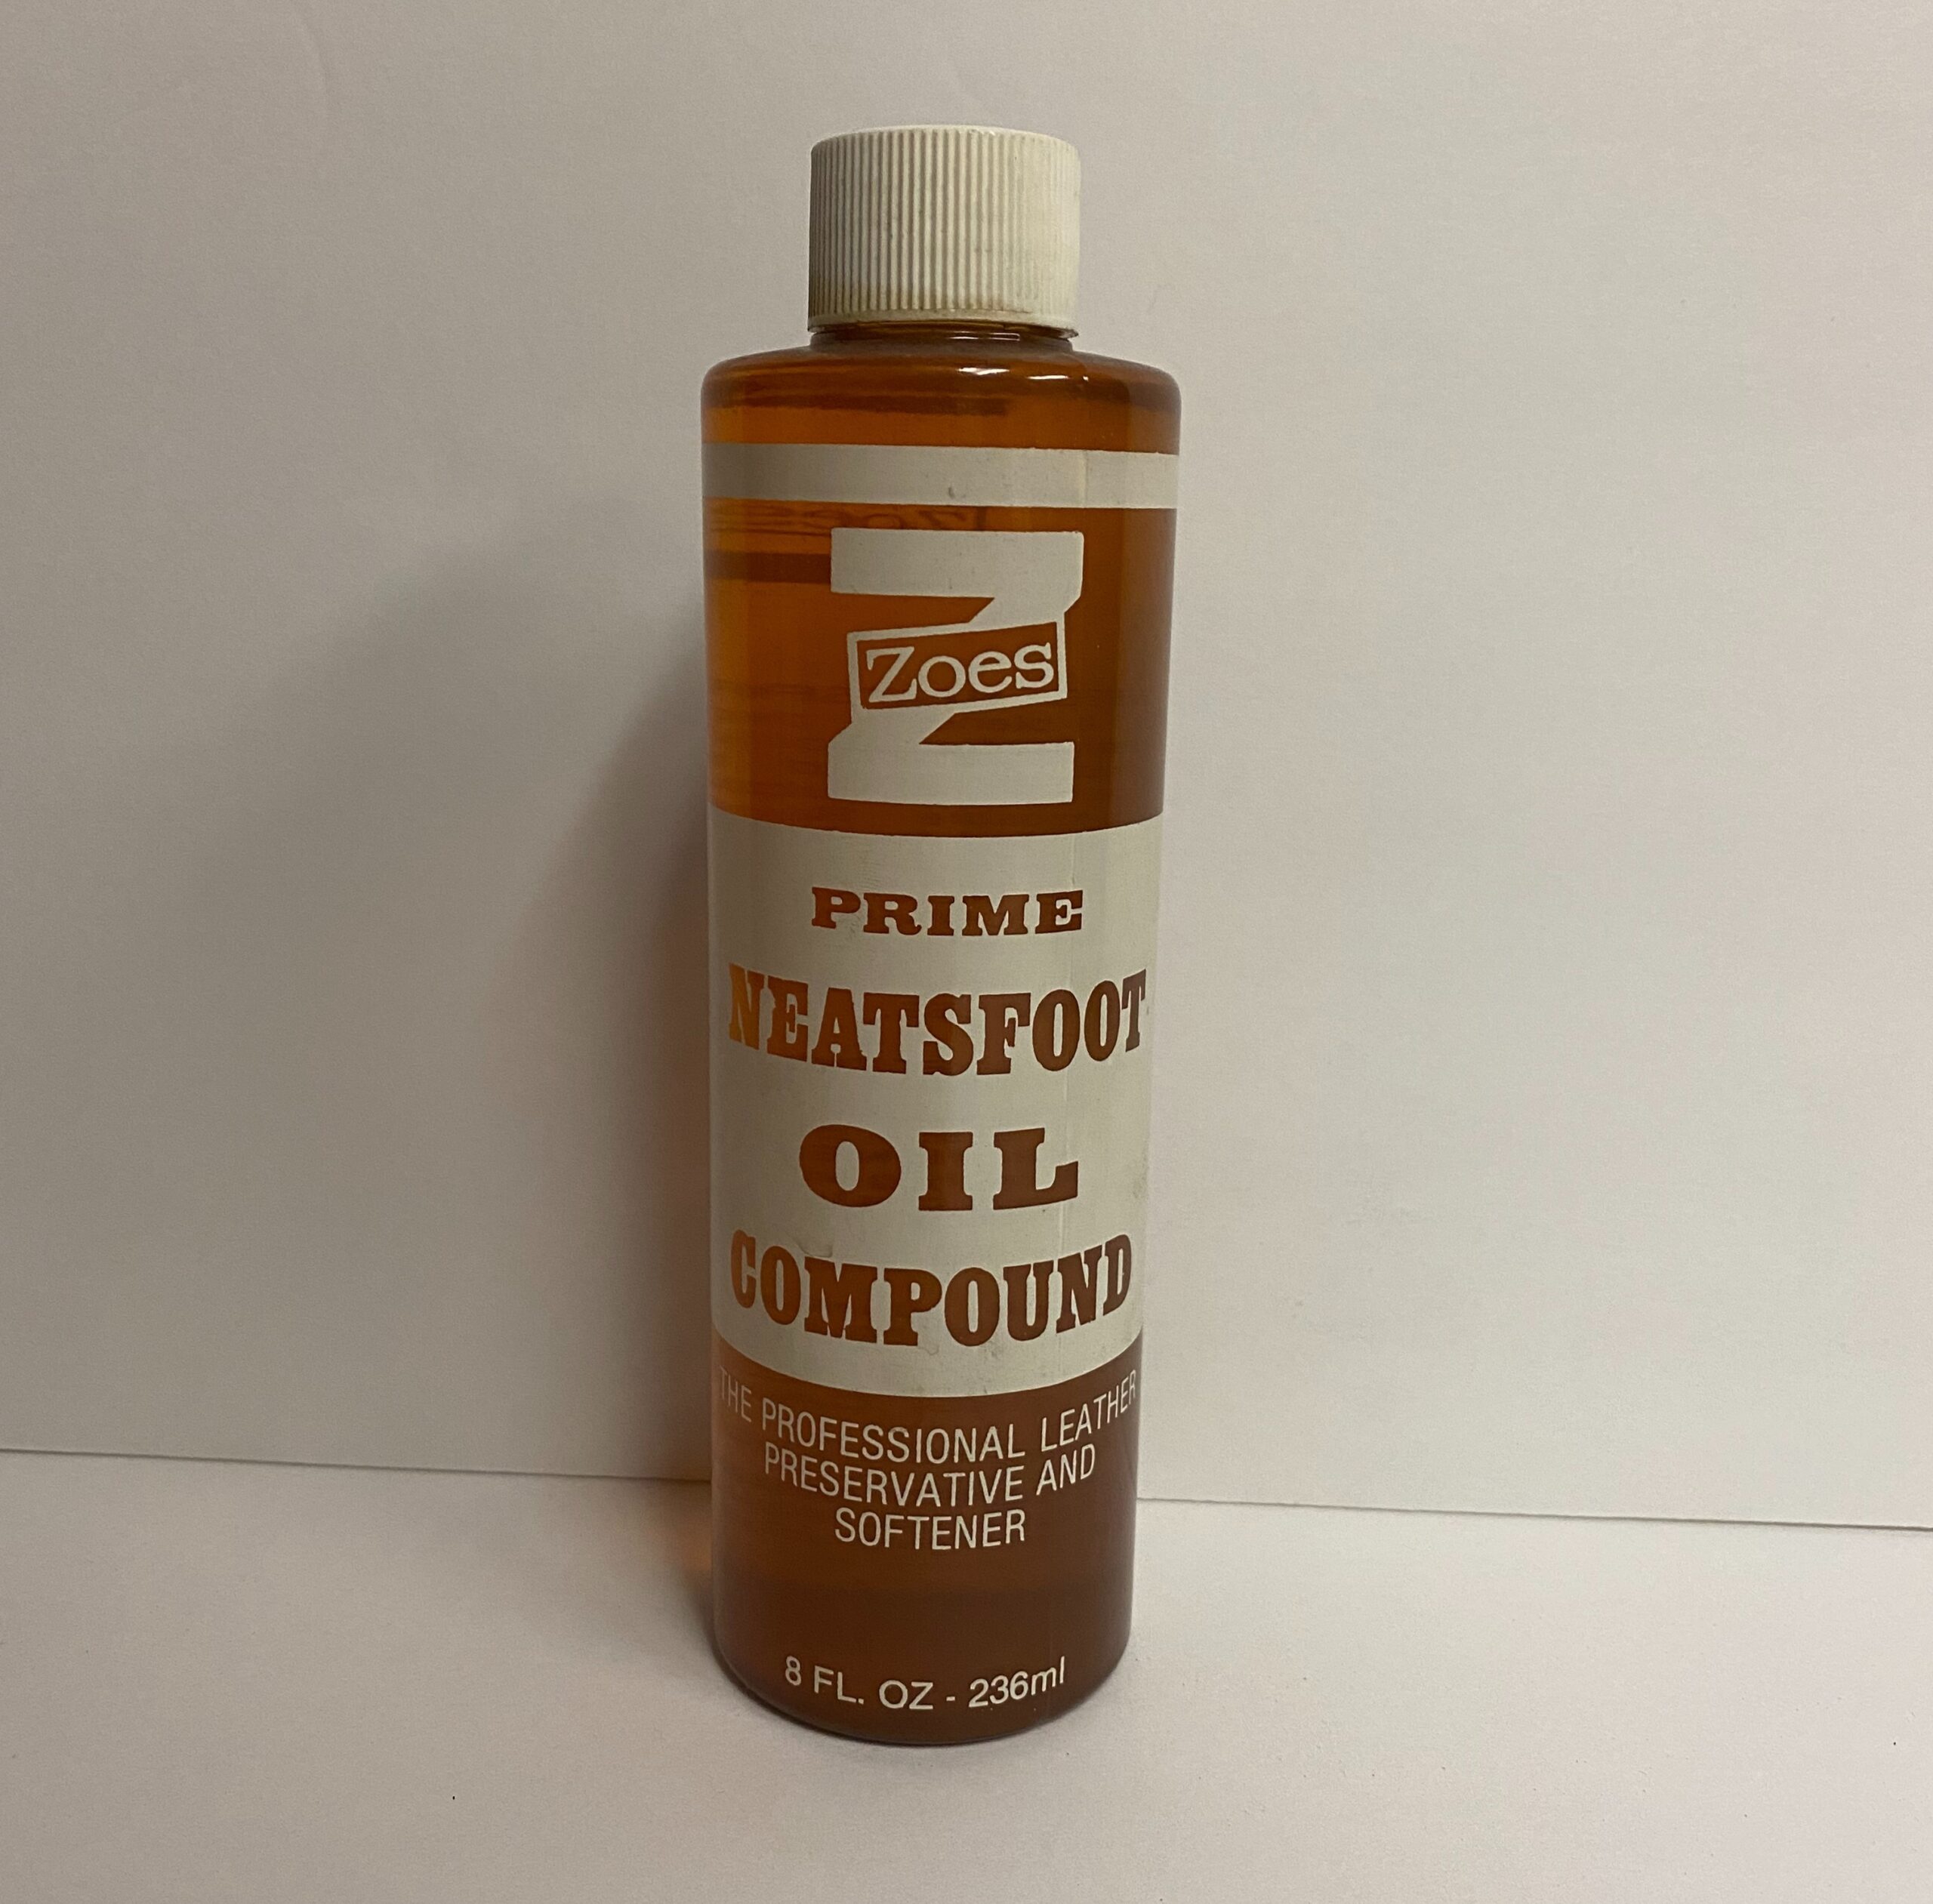 Z
Zoes
PRIME
NEATSFOOT
OIL
COMPOUND
THE PROFESSIONAL LEATHER
PRESERVATIVE AND
SOFTENER
8 FL. OZ - 236ml